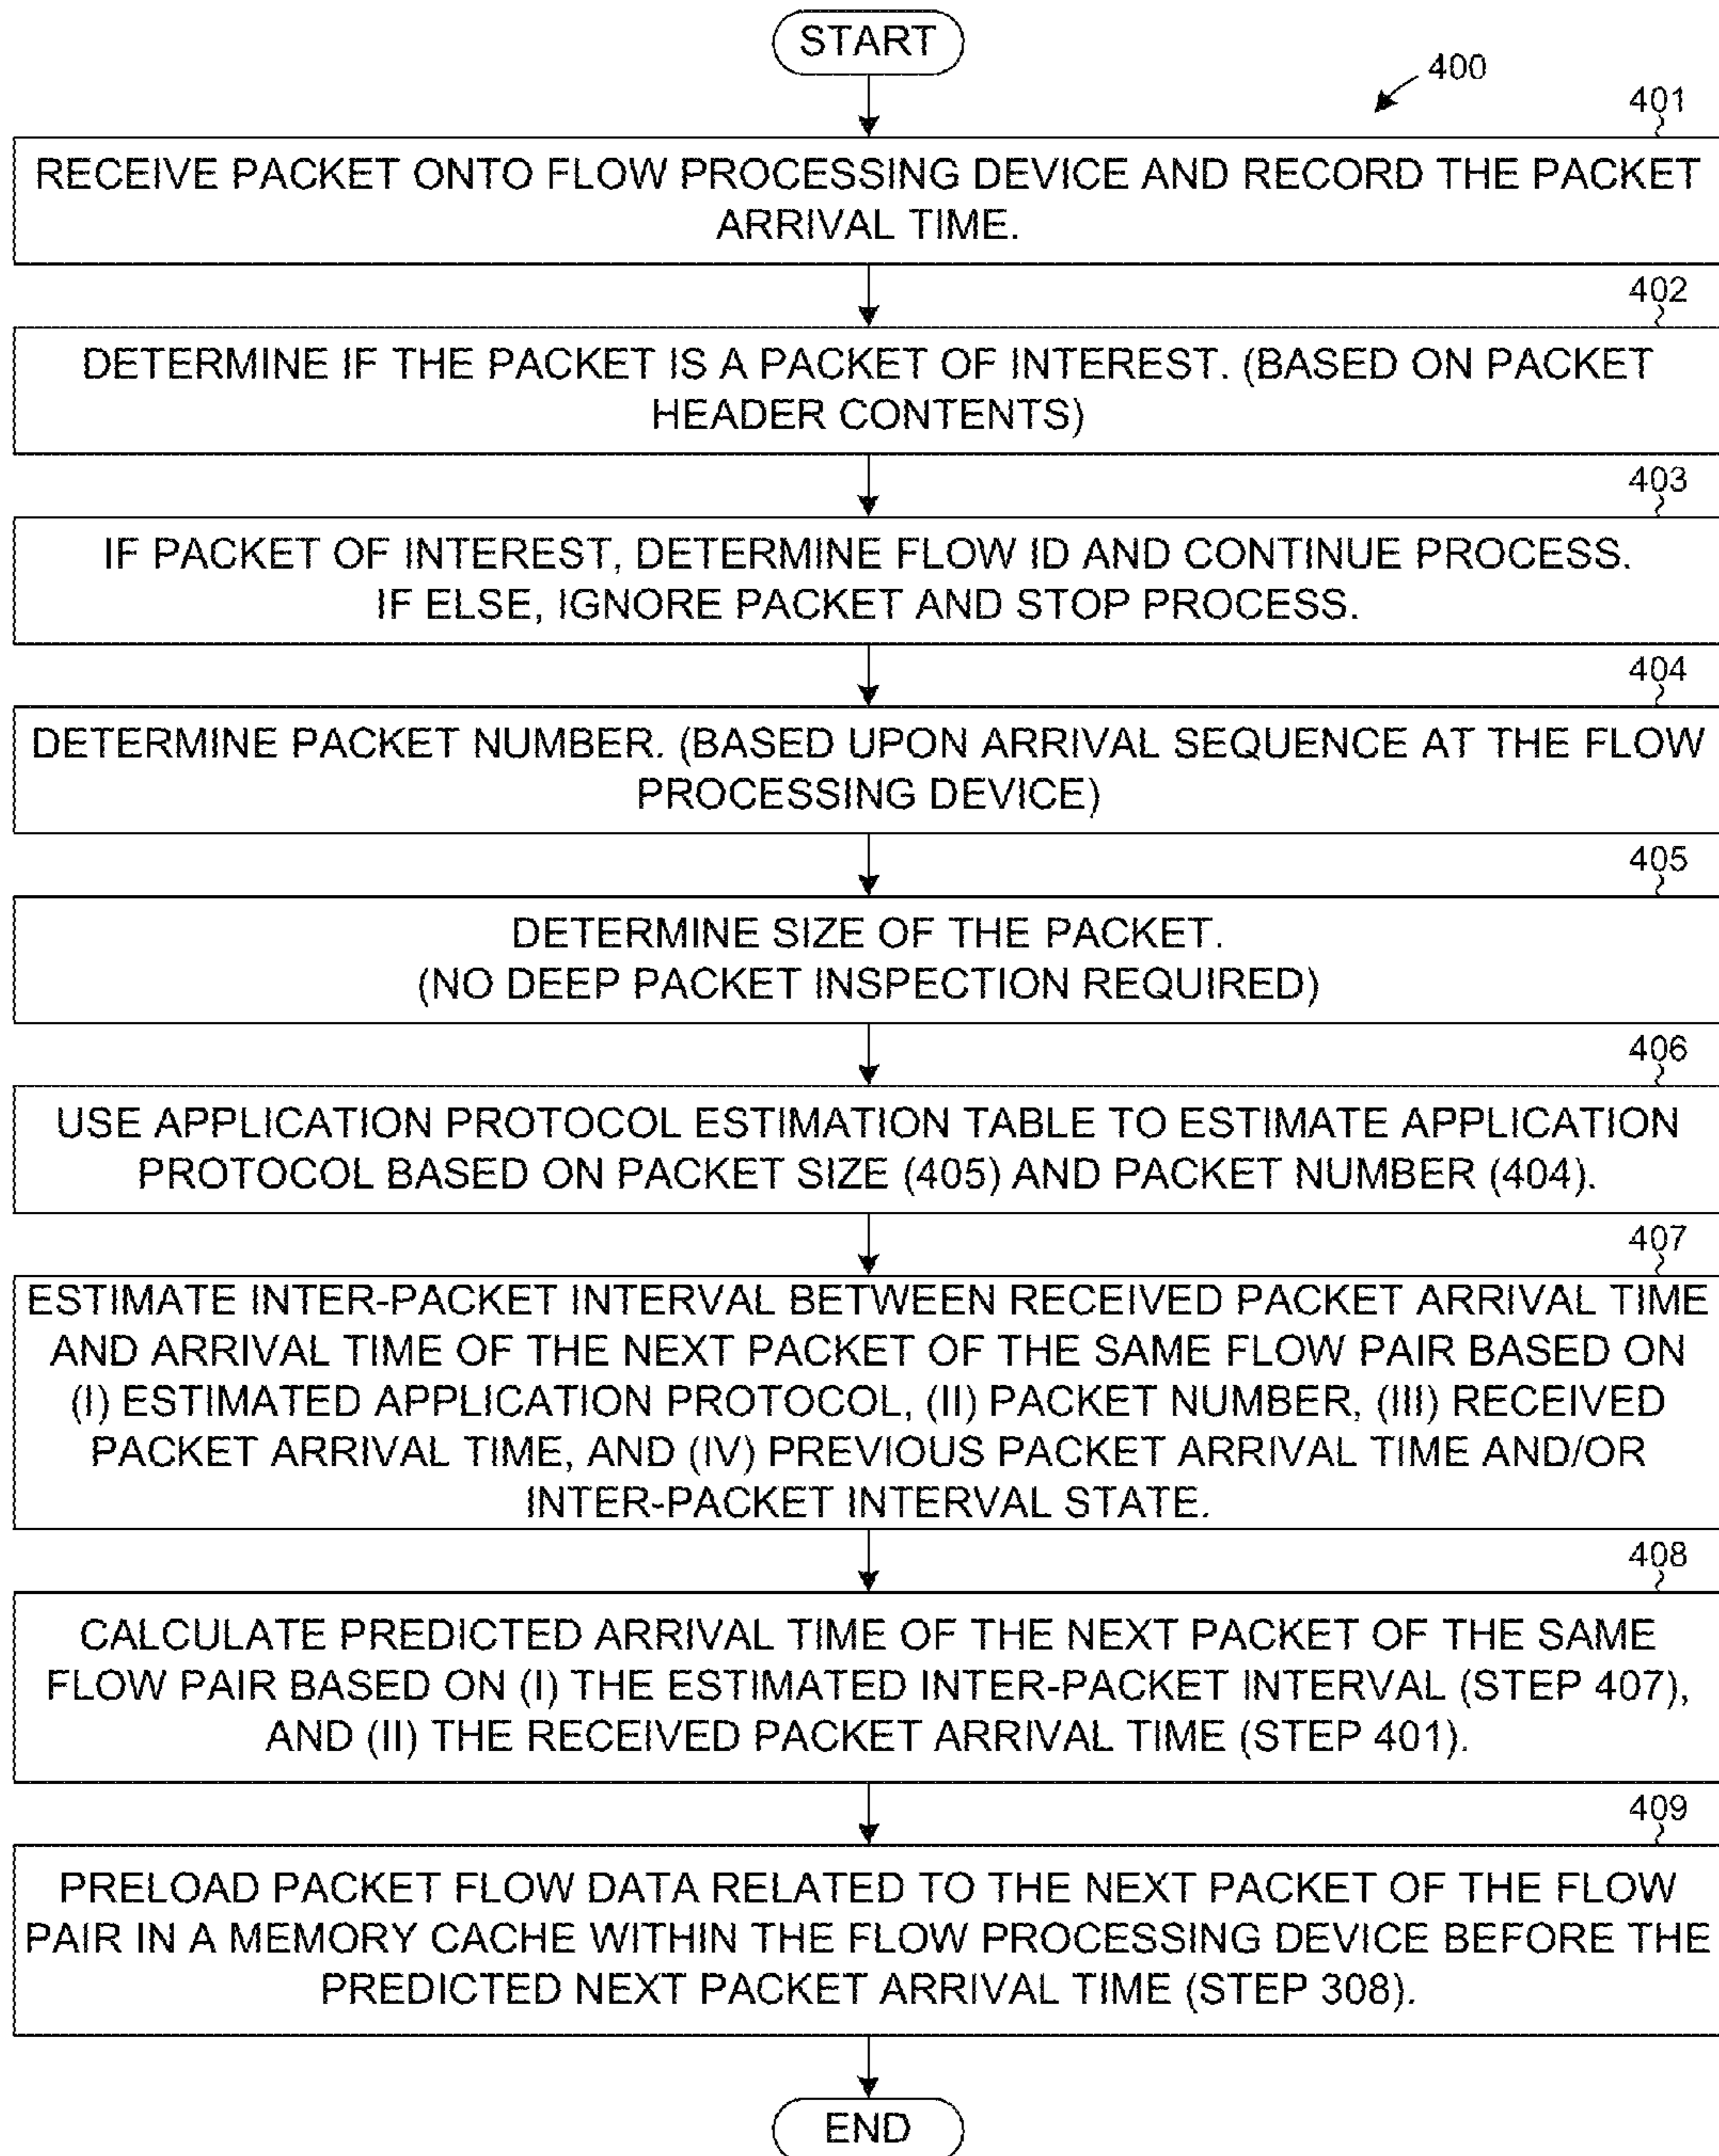 START
400
401
RECEIVE PACKET ONTO FLOW PROCESSING DEVICE AND RECORD THE PACKET
ARRIVAL TIME.
402
DETERMINE IF THE PACKET IS A PACKET OF INTEREST. (BASED ON PACKET
HEADER CONTENTS)
403
IF PACKET OF INTEREST, DETERMINE FLOW ID AND CONTINUE PROCESS.
IF ELSE, IGNORE PACKET AND STOP PROCESS.
404
DETERMINE PACKET NUMBER. (BASED UPON ARRIVAL SEQUENCE AT THE FLOW
PROCESSING DEVICE)
405
DETERMINE SIZE OF THE PACKET.
(NO DEEP PACKET INSPECTION REQUIRED)
406
USE APPLICATION PROTOCOL ESTIMATION TABLE TO ESTIMATE APPLICATION
PROTOCOL BASED ON PACKET SIZE (405) AND PACKET NUMBER (404).
407
ESTIMATE INTER-PACKET INTERVAL BETWEEN RECEIVED PACKET ARRIVAL TIME
AND ARRIVAL TIME OF THE NEXT PACKET OF THE SAME FLOW PAIR BASED ON
(I) ESTIMATED APPLICATION PROTOCOL, (II) PACKET NUMBER, (III) RECEIVED
PACKET ARRIVAL TIME, AND (IV) PREVIOUS PACKET ARRIVAL TIME AND/OR
INTER-PACKET INTERVAL STATE.
408
CALCULATE PREDICTED ARRIVAL TIME OF THE NEXT PACKET OF THE SAME
FLOW PAIR BASED ON (I) THE ESTIMATED INTER-PACKET INTERVAL (STEP 407),
AND (II) THE RECEIVED PACKET ARRIVAL TIME (STEP 401).
409
PRELOAD PACKET FLOW DATA RELATED TO THE NEXT PACKET OF THE FLOW
PAIR IN A MEMORY CACHE WITHIN THE FLOW PROCESSING DEVICE BEFORE THE
PREDICTED NEXT PACKET ARRIVAL TIME (STEP 308).
END